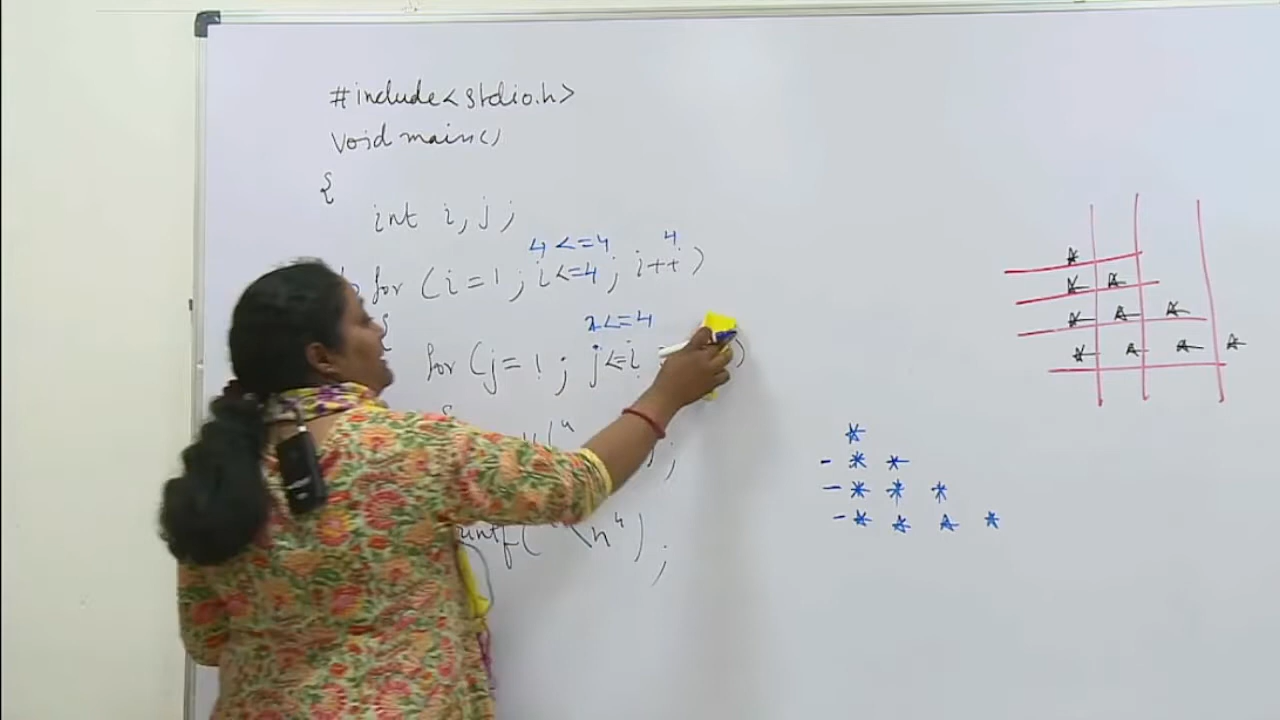 #include<stdio.h>
void main()
{
int i, j;
4<=4 4
for (i=1; i<=4; i++)
{
2<=4
for (j=1; j<=i )
{
(" ;
printf("\n");
*
- * *
- * * *
- * * * *
*
* *
* * *
* * * *